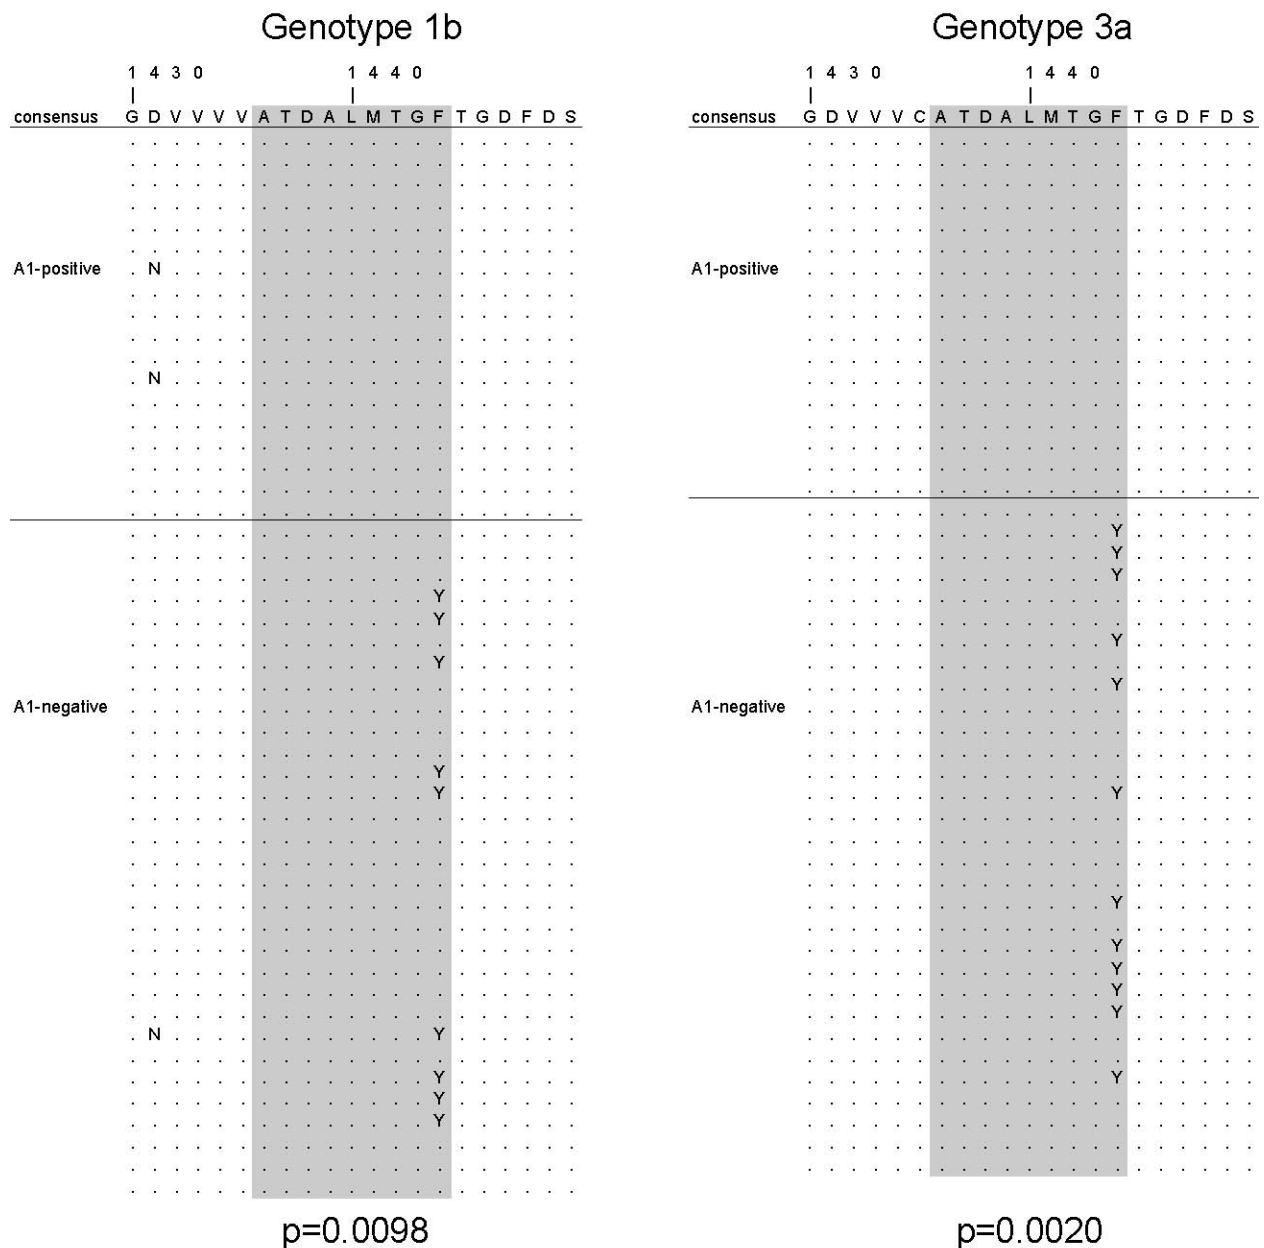 Genotype 1b
1 4 3 0 1 4 4 0
consensus G D V V V V A T D A L M T G F T G D F D S
A1-positive N
N
Y
Y
Y
A1-negative
Y
Y
N Y
Y
Y
Y
p=0.0098
Genotype 3a
1 4 3 0 1 4 4 0
consensus G D V V V C A T D A L M T G F T G D F D S
A1-positive
Y
Y
Y
Y
Y
A1-negative
Y
Y
Y
Y
Y
Y
Y
p=0.0020